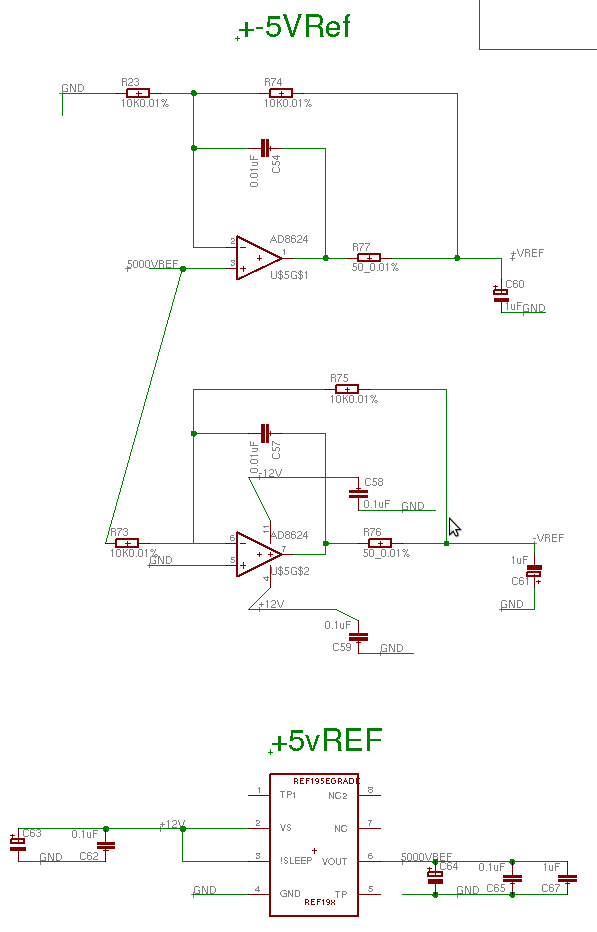 +-5VRef
GND
R23
10K0.01%
R74
10K0.01%
0.01uF
C54
AD8624
2
3
1
5000VREF
U$5G$1
R77
50_0.01%
+VREF
C60
1uF
GND
R75
10K0.01%
0.01uF
C57
-12V
C58
0.1uF
GND
R73
10K0.01%
GND
11
AD8624
6
5
7
4
U$5G$2
R76
50_0.01%
-VREF
1uF
C61
GND
+12V
0.1uF
C59
GND
+5vREF
REF195EGRADE
1 TP1 NC2 8
2 VS NC 7
3 !SLEEP VOUT 6
4 GND TP 5
REF19x
C63
GND
0.1uF
C62
+12V
GND
5000VREF
C64
GND
0.1uF
C65
1uF
C67